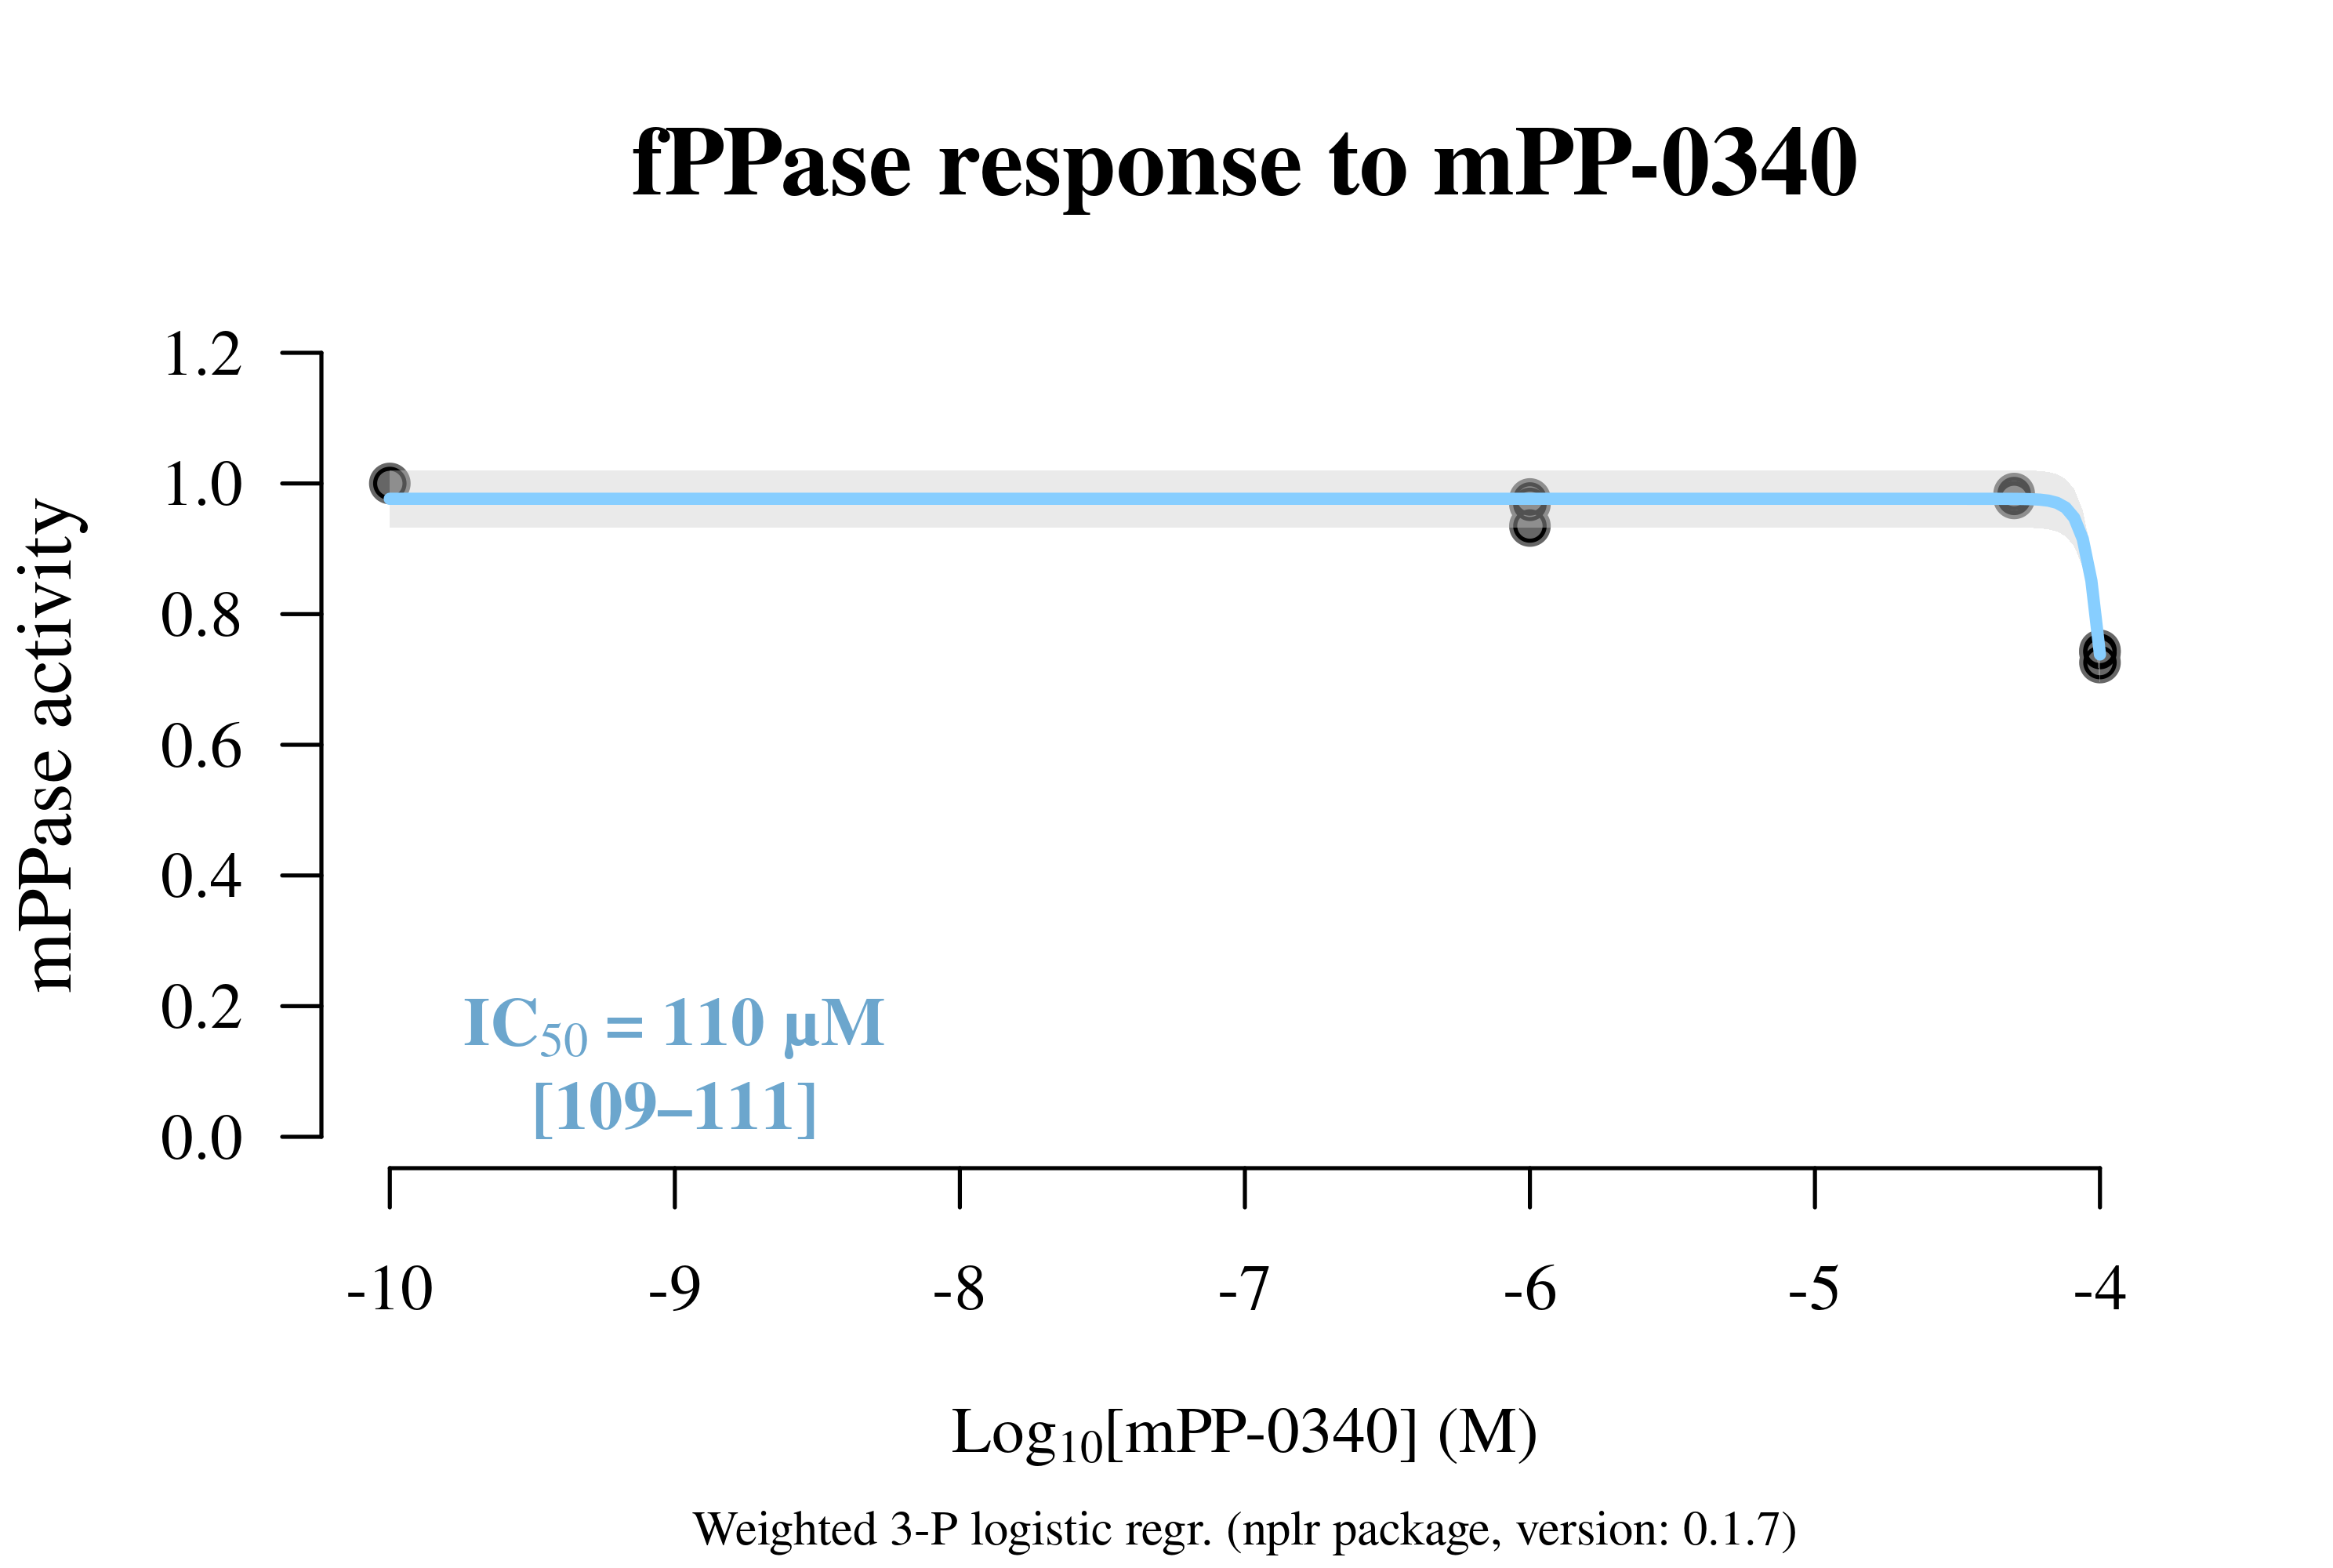 fPPase response to mPP-0340
mPPase activity
1.2
1.0
0.8
0.6
0.4
0.2
0.0
IC50 = 110 µM
[109–111]
-10 -9 -8 -7 -6 -5 -4
Log10[mPP-0340] (M)
Weighted 3-P logistic regr. (nplr package, version: 0.1.7)